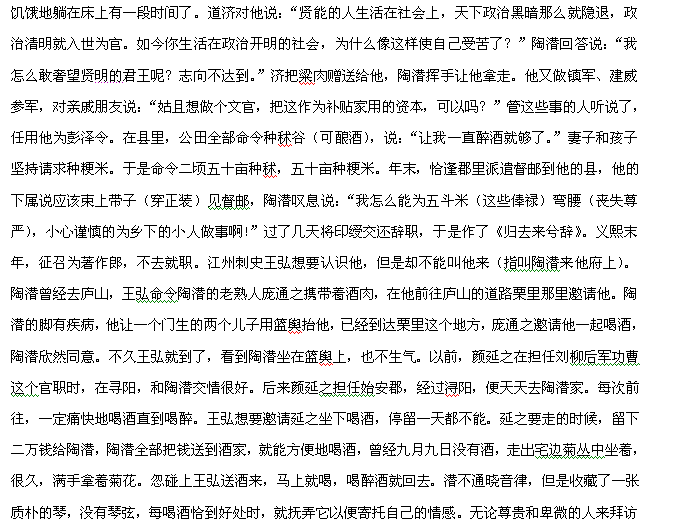 饥饿地躺在床上有一段时间了。道济对他说：“贤能的人生活在社会上，天下政治黑暗那么就隐退，政
治清明就入世为官。如今你生活在政治开明的社会，为什么像这样使自己受苦了？”陶潜回答说：“我
怎么敢奢望贤明的君王呢？志向不达到。”济把粱肉赠送给他，陶潜挥手让他拿走。他又做镇军、建威
参军，对亲戚朋友说：“姑且想做个文官，把这作为补贴家用的资本，可以吗？”管这些事的人听说了，
任用他为彭泽令。在县里，公田全部命令种秫谷（可酿酒），说：“让我一直醉酒就够了。”妻子和孩子
坚持请求种粳米。于是命令二顷五十亩种秫，五十亩种粳米。年末，恰逢郡里派遣督邮到他的县，他的
下属说应该束上带子（穿正装）见督邮，陶潜叹息说：“我怎么能为五斗米（这些俸禄）弯腰（丧失尊
严），小心谨慎的为乡下的小人做事啊!”过了几天将印绶交还辞职，于是作了《归去来兮辞》。义熙末
年，征召为著作郎，不去就职。江州刺史王弘想要认识他，但是却不能叫他来（指叫陶潜来他府上）。
陶潜曾经去庐山，王弘命令陶潜的老熟人庞通之携带着酒肉，在他前往庐山的道路栗里那里邀请他。陶
潜的脚有疾病，他让一个门生的两个儿子用篮舆抬他，已经到达栗里这个地方，庞通之邀请他一起喝酒，
陶潜欣然同意。不久王弘就到了，看到陶潜坐在篮舆上，也不生气。以前，颜延之在担任刘柳后军功曹
这个官职时，在寻阳，和陶潜交情很好。后来颜延之担任始安郡，经过浔阳，便天天去陶潜家。每次前
往，一定痛快地喝酒直到喝醉。王弘想要邀请延之坐下喝酒，停留一天都不能。延之要走的时候，留下
二万钱给陶潜，陶潜全部把钱送到酒家，就能方便地喝酒，曾经九月九日没有酒，走出宅边菊丛中坐着，
很久，满手拿着菊花。忽碰上王弘送酒来，马上就喝，喝醉酒就回去。潜不通晓音律，但是收藏了一张
质朴的琴，没有琴弦，每喝酒恰到好处时，就抚弄它以便寄托自己的情感。无论尊贵和卑微的人来拜访